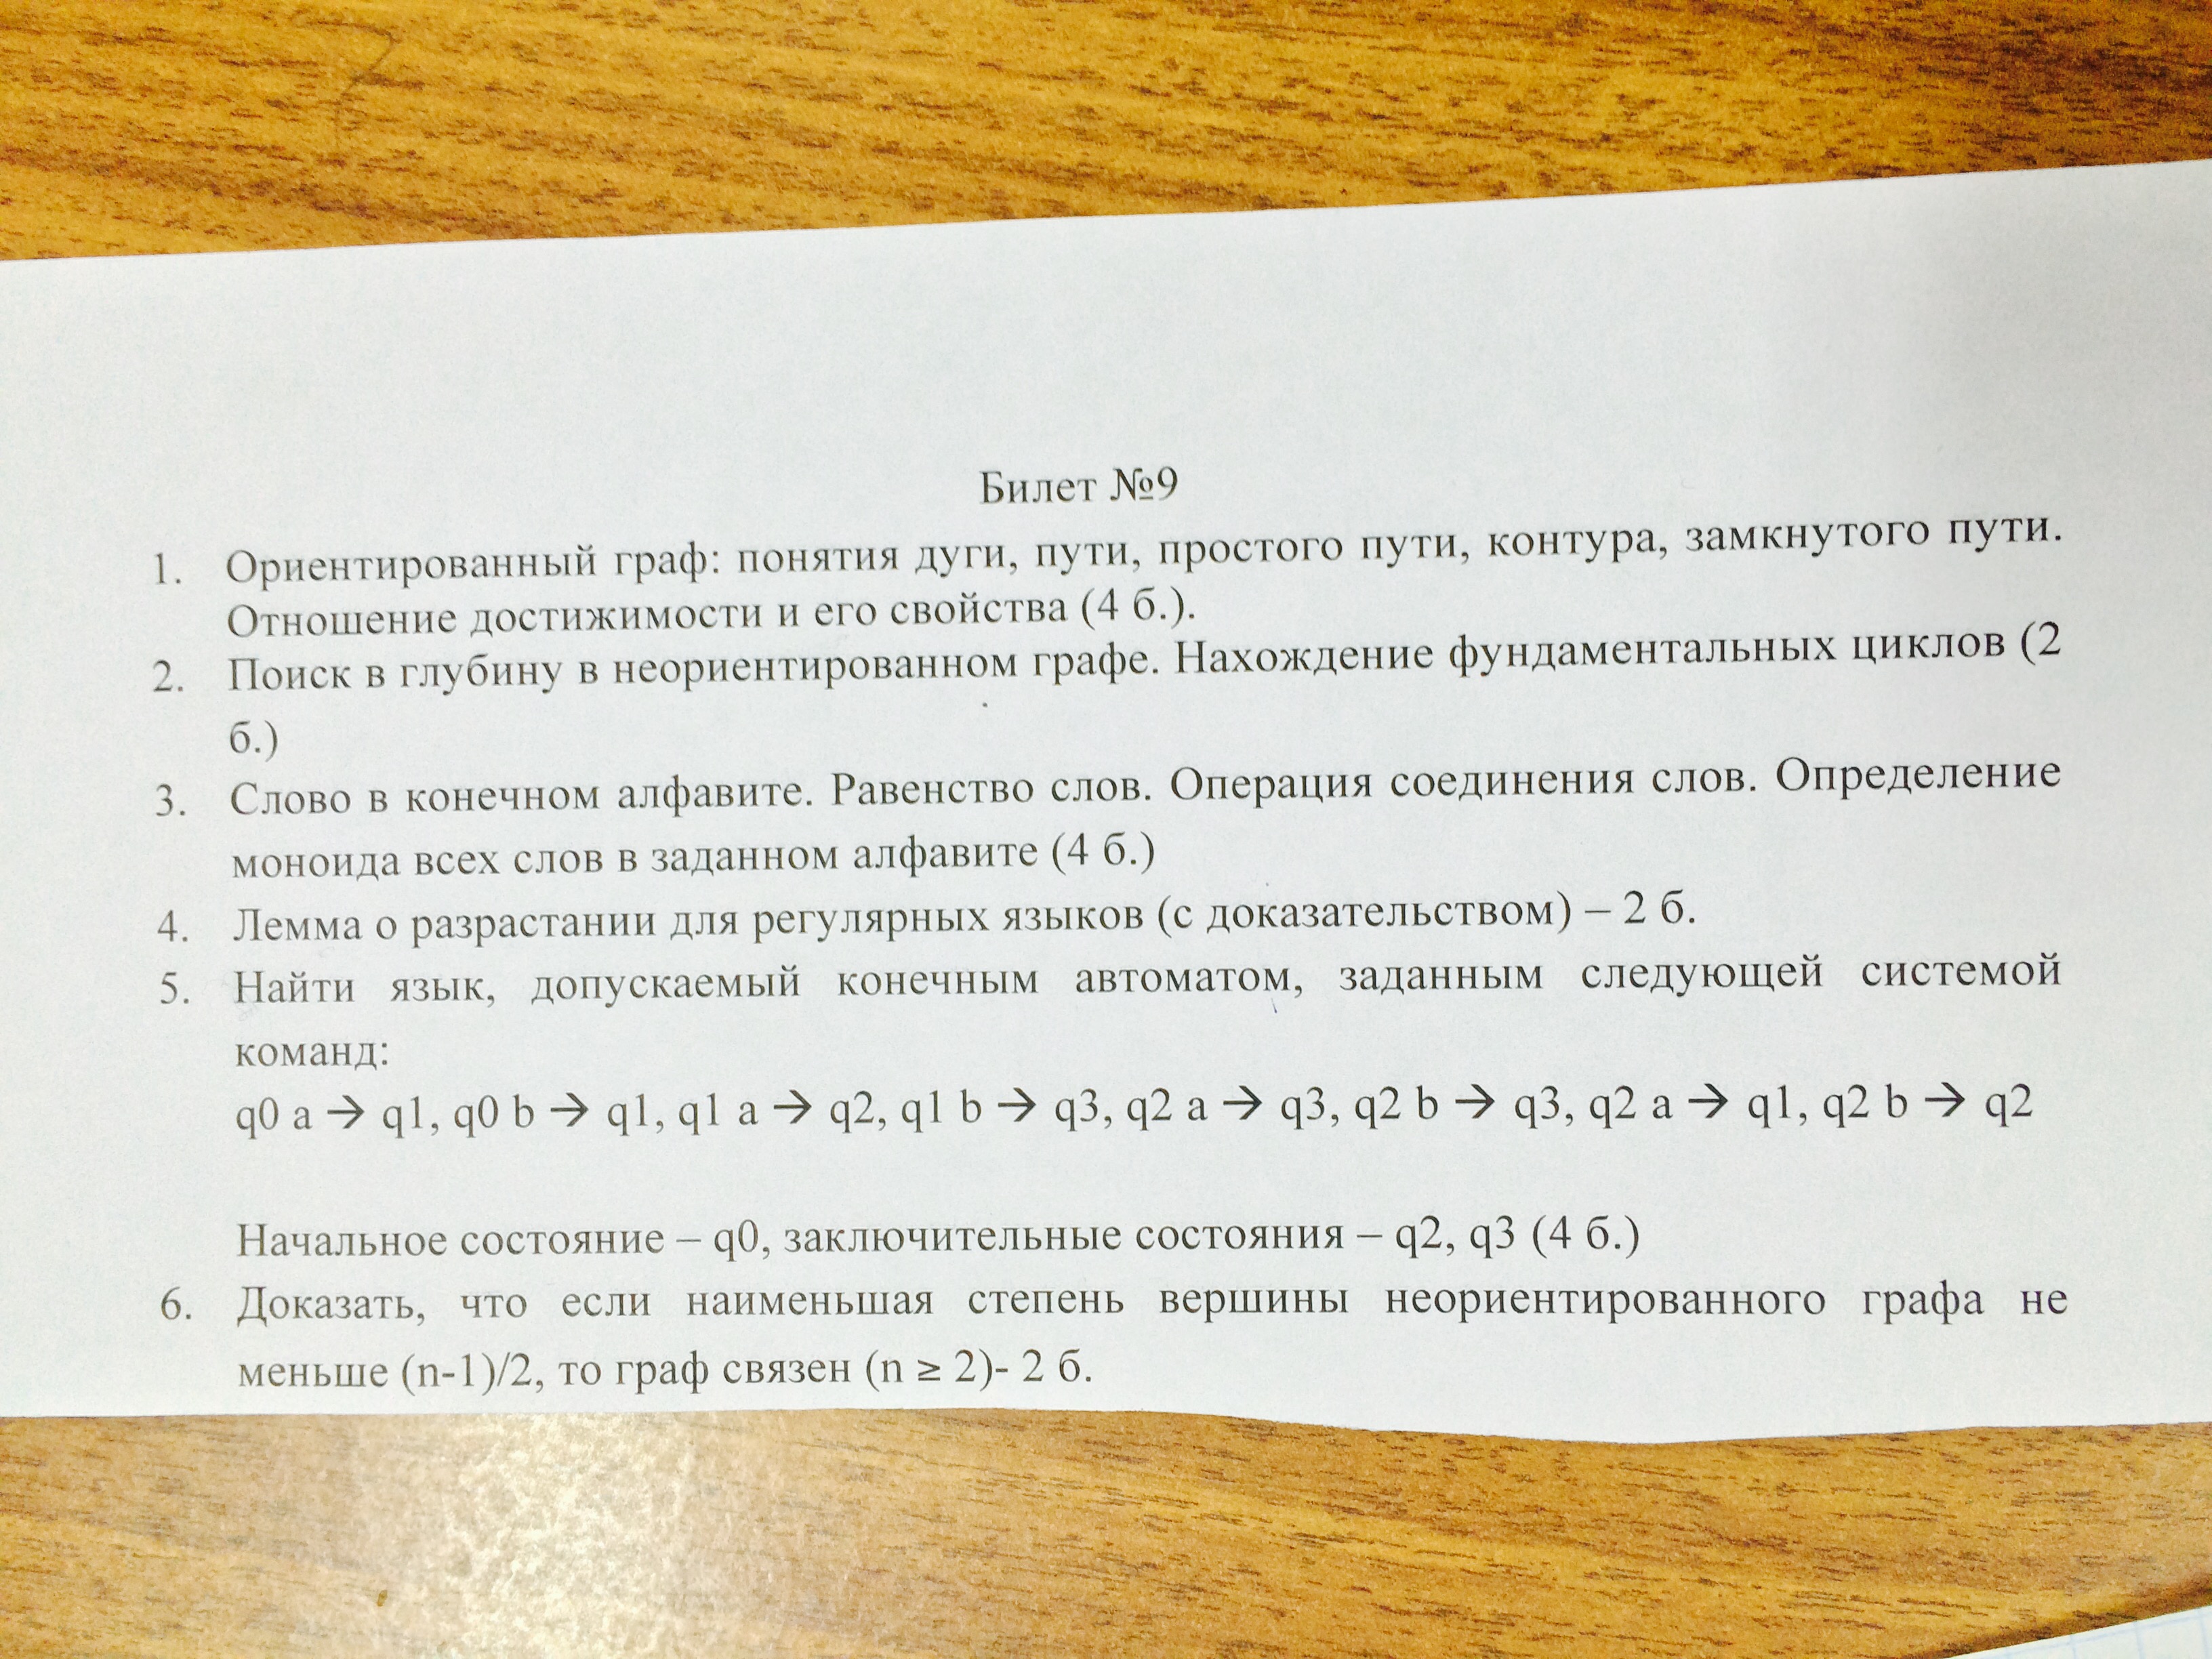 Билет №9
1. Ориентированный граф: понятия дуги, пути, простого пути, контура, замкнутого пути.
Отношение достижимости и его свойства (4 б.).
2. Поиск в глубину в неориентированном графе. Нахождение фундаментальных циклов (2
б.)
3. Слово в конечном алфавите. Равенство слов. Операция соединения слов. Определение
моноида всех слов в заданном алфавите (4 б.)
4. Лемма о разрастании для регулярных языков (с доказательством) – 2 б.
5. Найти язык, допускаемый конечным автоматом, заданным следующей системой
команд:
q0 a → q1, q0 b → q1, q1 a → q2, q1 b → q3, q2 a → q3, q2 b → q3, q2 a → q1, q2 b → q2
Начальное состояние – q0, заключительные состояния – q2, q3 (4 б.)
6. Доказать, что если наименьшая степень вершины неориентированного графа не
меньше (n-1)/2, то граф связен (n ≥ 2)- 2 б.